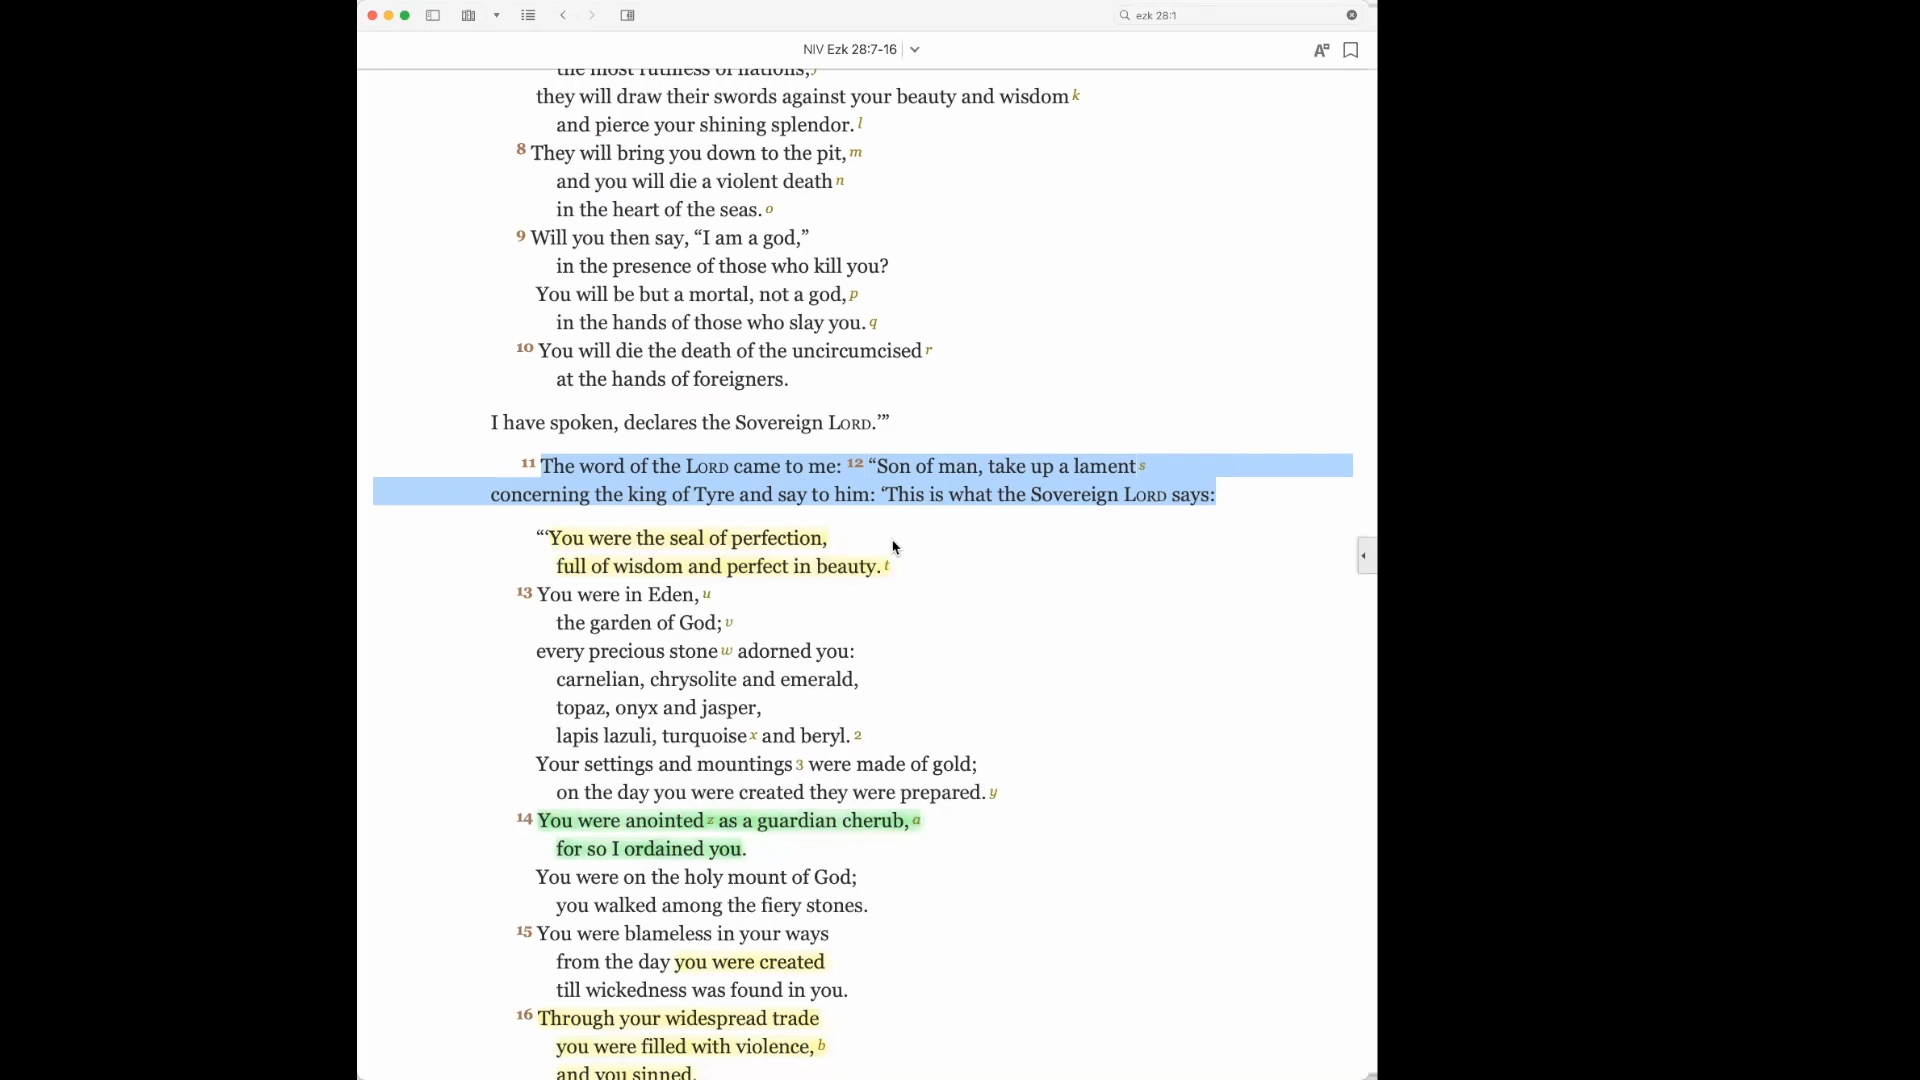 ezk 28:1
NIV Ezk 28:7-16
the most ruthless of nations; j
they will draw their swords against your beauty and wisdom k
and pierce your shining splendor. l
8 They will bring you down to the pit, m
and you will die a violent death n
in the heart of the seas. o
9 Will you then say, “I am a god,”
in the presence of those who kill you?
You will be but a mortal, not a god, p
in the hands of those who slay you. q
10 You will die the death of the uncircumcised r
at the hands of foreigners.
I have spoken, declares the Sovereign LORD.’”
11 The word of the LORD came to me: 12 “Son of man, take up a lament s
concerning the king of Tyre and say to him: ‘This is what the Sovereign LORD says:
“‘You were the seal of perfection,
full of wisdom and perfect in beauty. t
13 You were in Eden, u
the garden of God; v
every precious stone w adorned you:
carnelian, chrysolite and emerald,
topaz, onyx and jasper,
lapis lazuli, turquoise x and beryl. 2
Your settings and mountings 3 were made of gold;
on the day you were created they were prepared. y
14 You were anointed z as a guardian cherub, a
for so I ordained you.
You were on the holy mount of God;
you walked among the fiery stones.
15 You were blameless in your ways
from the day you were created
till wickedness was found in you.
16 Through your widespread trade
you were filled with violence, b
and you sinned.